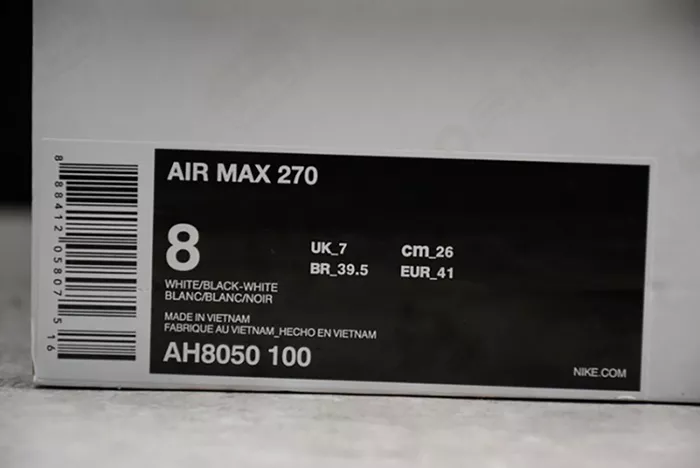 AIR MAX 270
8
UK_7 cm_26
BR_39.5 EUR_41
WHITE/BLACK-WHITE
BLANC/BLANC/NOIR
MADE IN VIETNAM
FABRIQUE AU VIETNAM_HECHO EN VIETNAM
AH8050 100
NIKE.COM
8 88412 05807 5 16